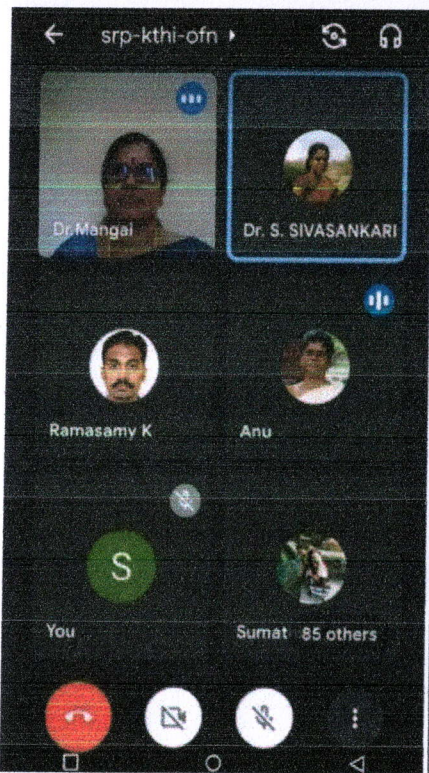 srp-kthi-ofn
Dr.Mangai
Dr. S. SIVASANKARI
Ramasamy K
Anu
S
You
Sumat 85 others